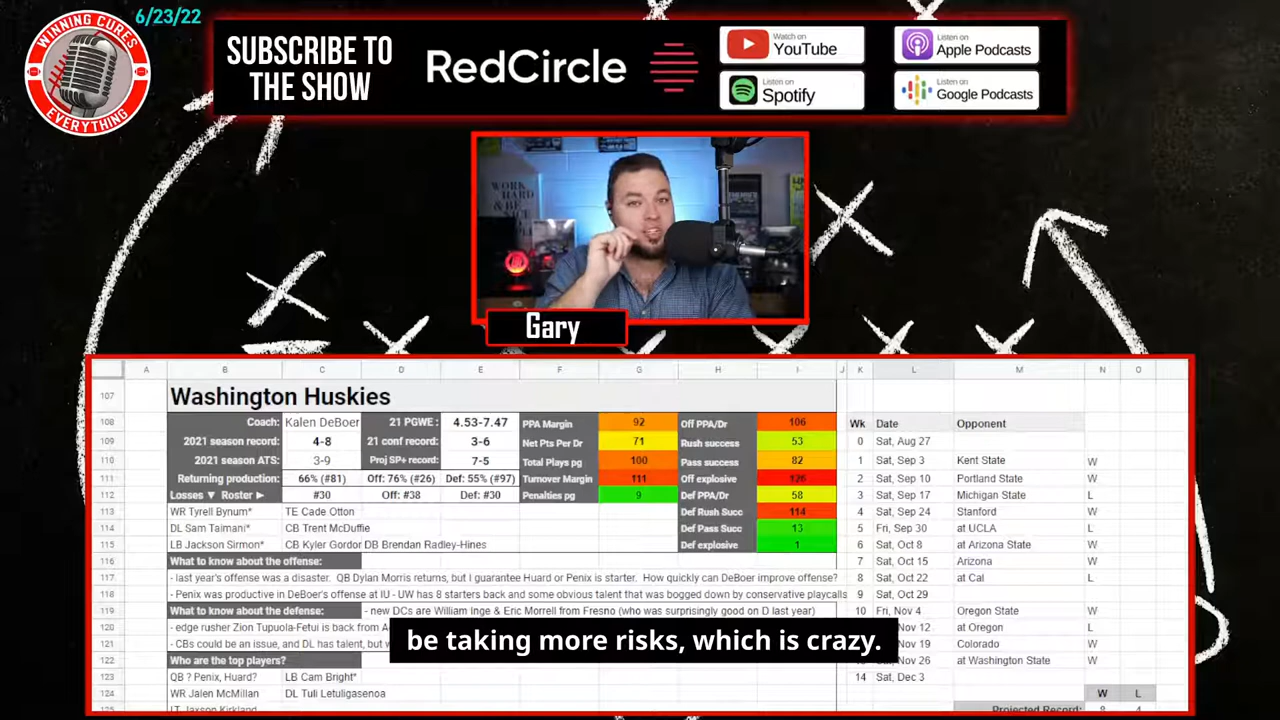 6/23/22
WINNING CURES
EVERYTHING
SUBSCRIBE TO
THE SHOW
RedCircle
Watch on
YouTube
Listen on
Spotify
Listen on
Apple Podcasts
Listen on
Google Podcasts
WORK
HARD
& BE
Gary
A B C D E F G H I J K L M N O
107 Washington Huskies
108 Coach: Kalen DeBoer 21 PGWE : 4.53-7.47 PPA Margin 92 Off PPA/Dr 106 Wk Date Opponent
109 2021 season record: 4-8 21 conf record: 3-6 Net Pts Per Dr 71 Rush success 53 0 Sat, Aug 27
110 2021 season ATS: 3-9 Proj SP+ record: 7-5 Total Plays pg 100 Pass success 82 1 Sat, Sep 3 Kent State W
111 Returning production: 66% (#81) Off: 76% (#26) Def: 55% (#97) Turnover Margin 111 Off explosive 126 2 Sat, Sep 10 Portland State W
112 Losses ▼ Roster ► #30 Off: #38 Def: #30 Penalties pg 9 Def PPA/Dr 58 3 Sat, Sep 17 Michigan State L
113 WR Tyrell Bynum* TE Cade Otton Def Rush Succ 114 4 Sat, Sep 24 Stanford W
114 DL Sam Taimani* CB Trent McDuffie Def Pass Succ 13 5 Fri, Sep 30 at UCLA L
115 LB Jackson Sirmon* CB Kyler Gordor DB Brendan Radley-Hines Def explosive 1 6 Sat, Oct 8 at Arizona State W
116 What to know about the offense: 7 Sat, Oct 15 Arizona W
117 - last year's offense was a disaster. QB Dylan Morris returns, but I guarantee Huard or Penix is starter. How quickly can DeBoer improve offense? 8 Sat, Oct 22 at Cal L
118 - Penix was productive in DeBoer's offense at IU - UW has 8 starters back and some obvious talent that was bogged down by conservative playcalls 9 Sat, Oct 29
119 What to know about the defense: - new DCs are William Inge & Eric Morrell from Fresno (who was surprisingly good on D last year) 10 Fri, Nov 4 Oregon State W
120 - edge rusher Zion Tupuola-Fetui is back from Nov 12 at Oregon L
121 - CBs could be an issue, and DL has talent, but Nov 19 Colorado W
122 Who are the top players? Nov 26 at Washington State W
123 QB ? Penix, Huard? LB Cam Bright* 14 Sat, Dec 3
124 WR Jalen McMillan DL Tuli Letuligasenoa W L
125 LT Jaxson Kirkland Projected Record: 8 4
be taking more risks, which is crazy.